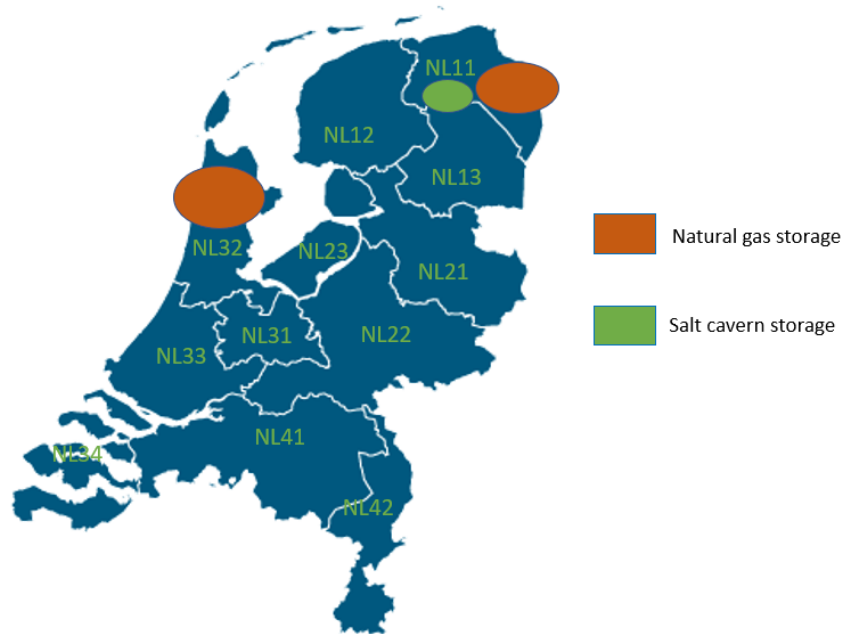 NL11
NL12
NL13
NL32
NL23
NL21
Natural gas storage
NL31
NL22
NL33
Salt cavern storage
NL41
NL34
NL42